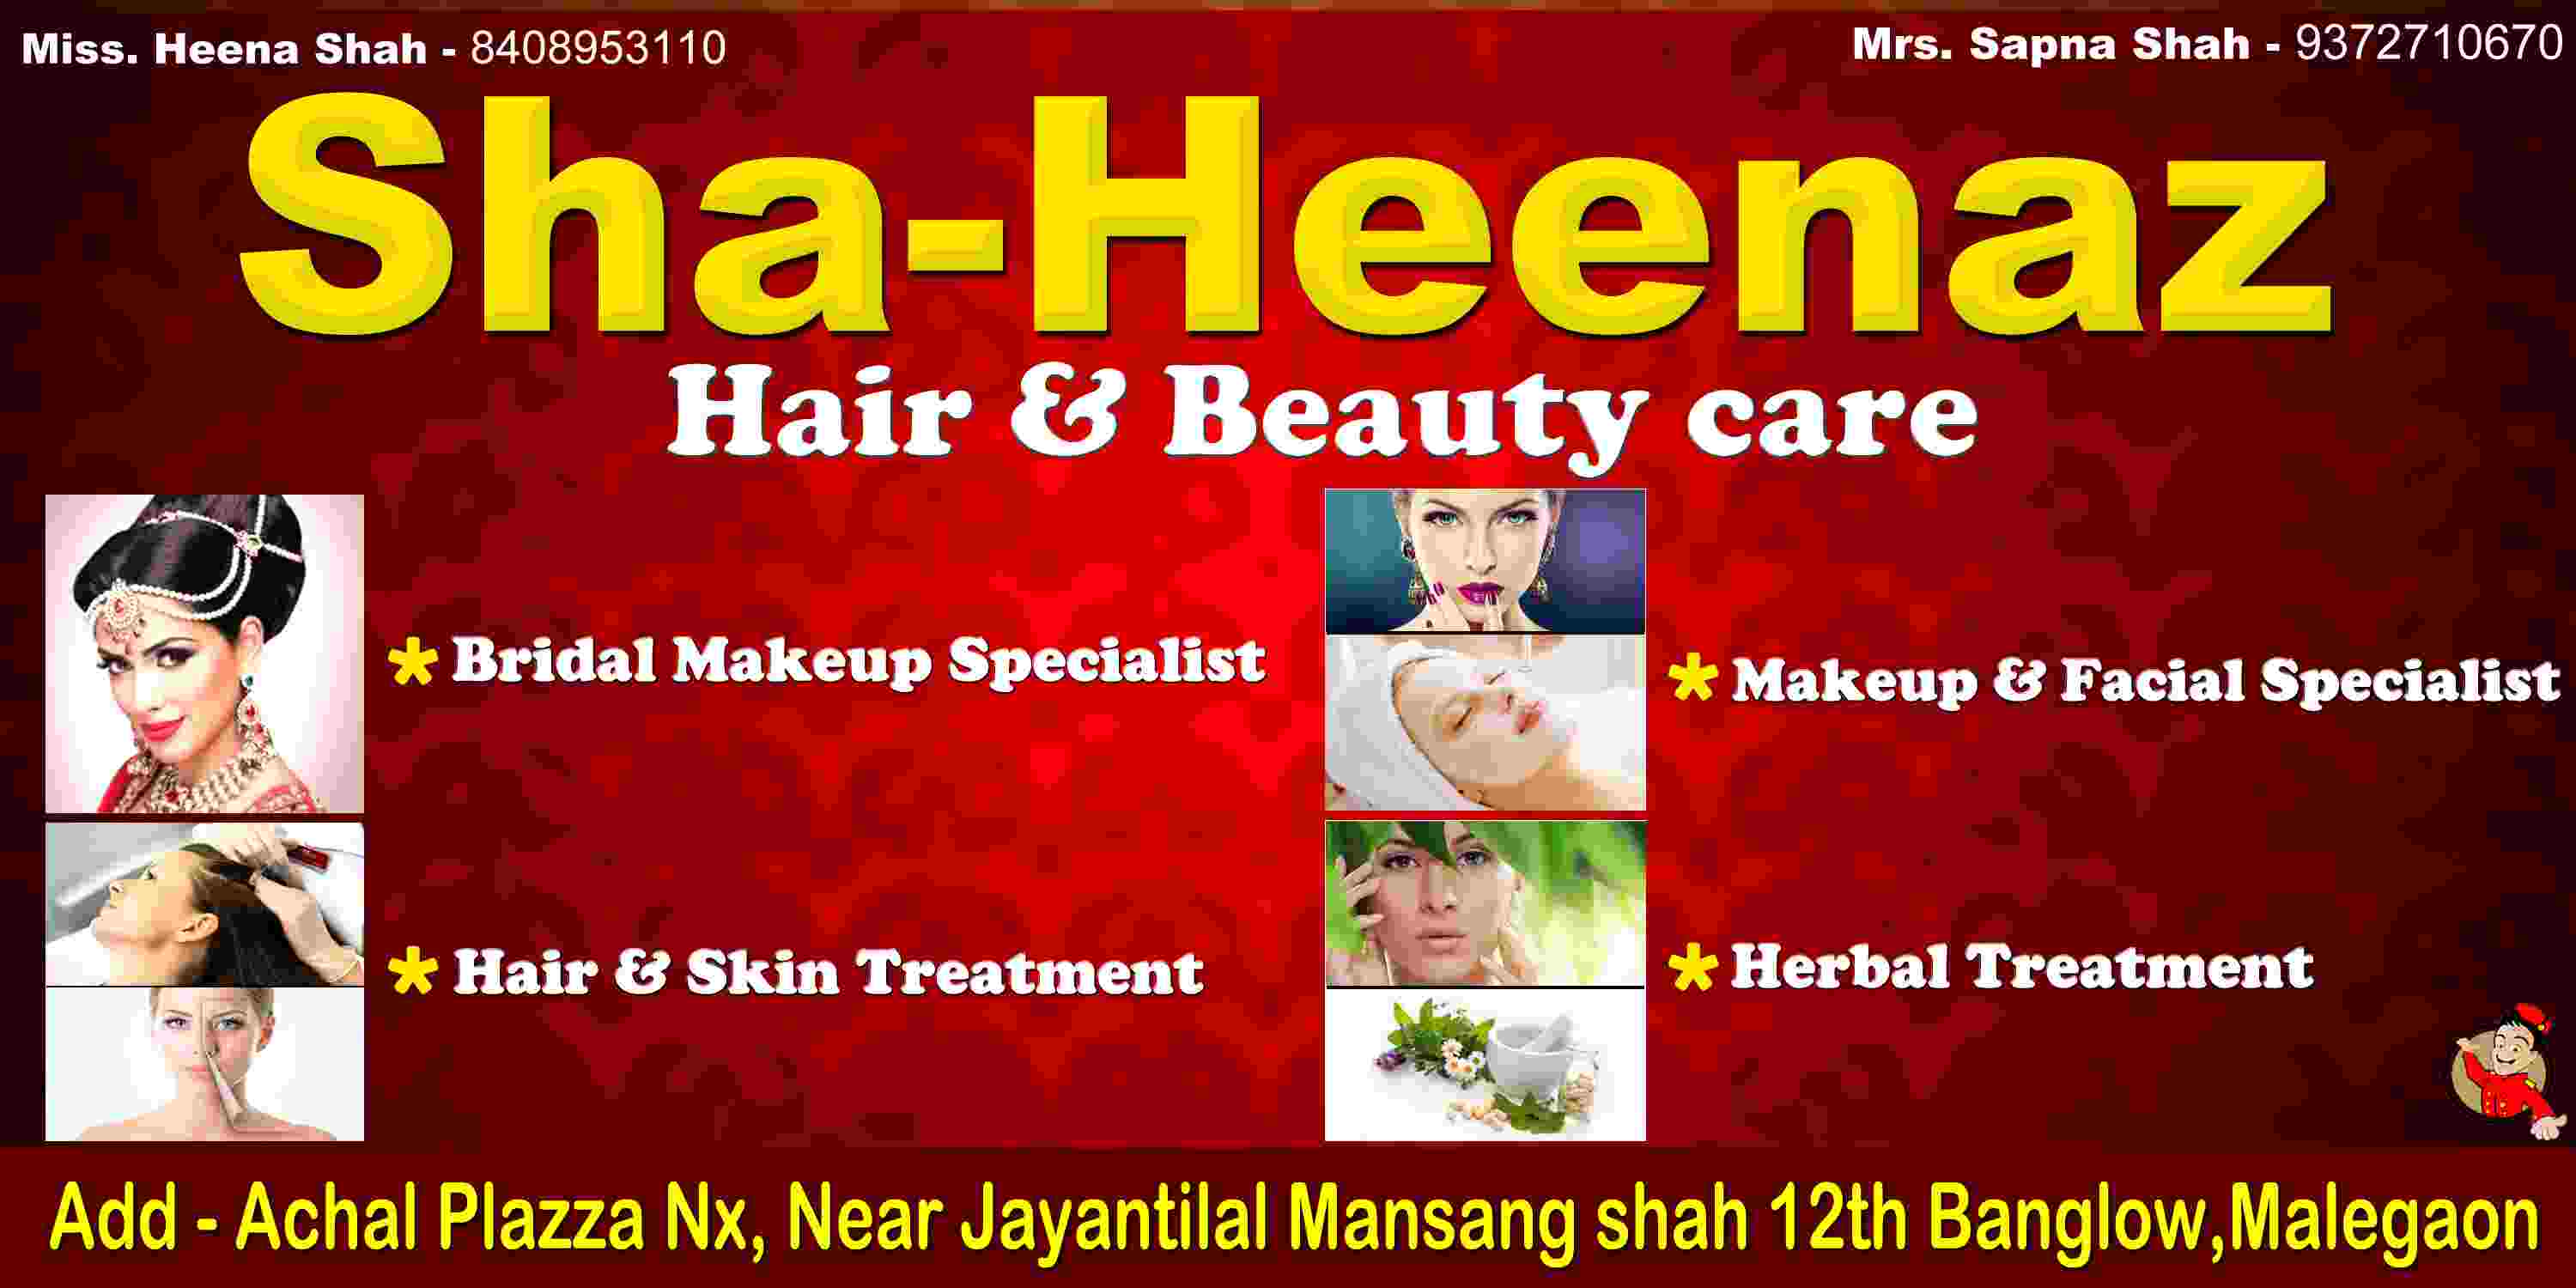 Miss. Heena Shah - 8408953110
Mrs. Sapna Shah - 9372710670
Sha-Heenaz
Hair & Beauty care
* Bridal Makeup Specialist
* Makeup & Facial Specialist
* Hair & Skin Treatment
* Herbal Treatment
Add - Achal Plazza Nx, Near Jayantilal Mansang shah 12th Banglow,Malegaon